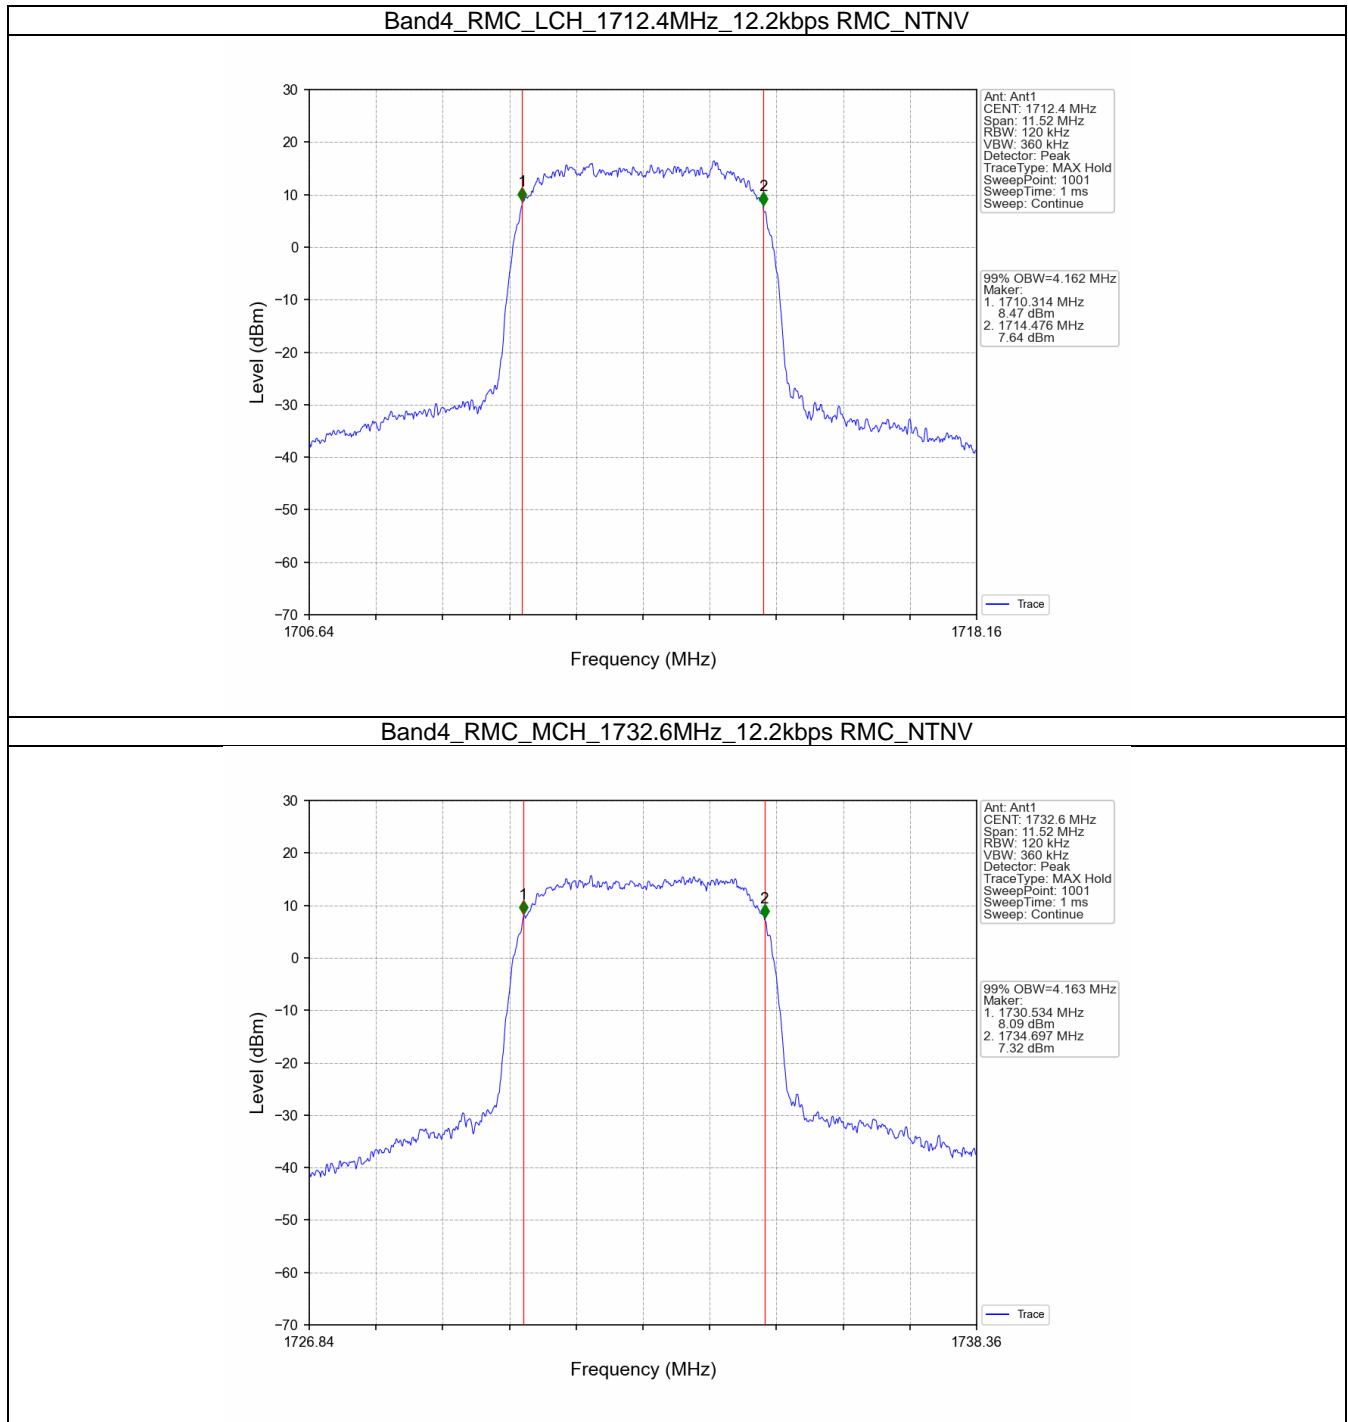 Band4_RMC_LCH_1712.4MHz_12.2kbps RMC_NTNV
30
20
10
0
−10
−20
−30
−40
−50
−60
−70
Level (dBm)
1
2
1706.64
1718.16
Frequency (MHz)
Ant: Ant1
CENT: 1712.4 MHz
Span: 11.52 MHz
RBW: 120 kHz
VBW: 360 kHz
Detector: Peak
TraceType: MAX Hold
SweepPoint: 1001
SweepTime: 1 ms
Sweep: Continue
99% OBW=4.162 MHz
Maker:
1. 1710.314 MHz
8.47 dBm
2. 1714.476 MHz
7.64 dBm
Trace
Band4_RMC_MCH_1732.6MHz_12.2kbps RMC_NTNV
30
20
10
0
−10
−20
−30
−40
−50
−60
−70
Level (dBm)
1
2
1726.84
1738.36
Frequency (MHz)
Ant: Ant1
CENT: 1732.6 MHz
Span: 11.52 MHz
RBW: 120 kHz
VBW: 360 kHz
Detector: Peak
TraceType: MAX Hold
SweepPoint: 1001
SweepTime: 1 ms
Sweep: Continue
99% OBW=4.163 MHz
Maker:
1. 1730.534 MHz
8.09 dBm
2. 1734.697 MHz
7.32 dBm
Trace